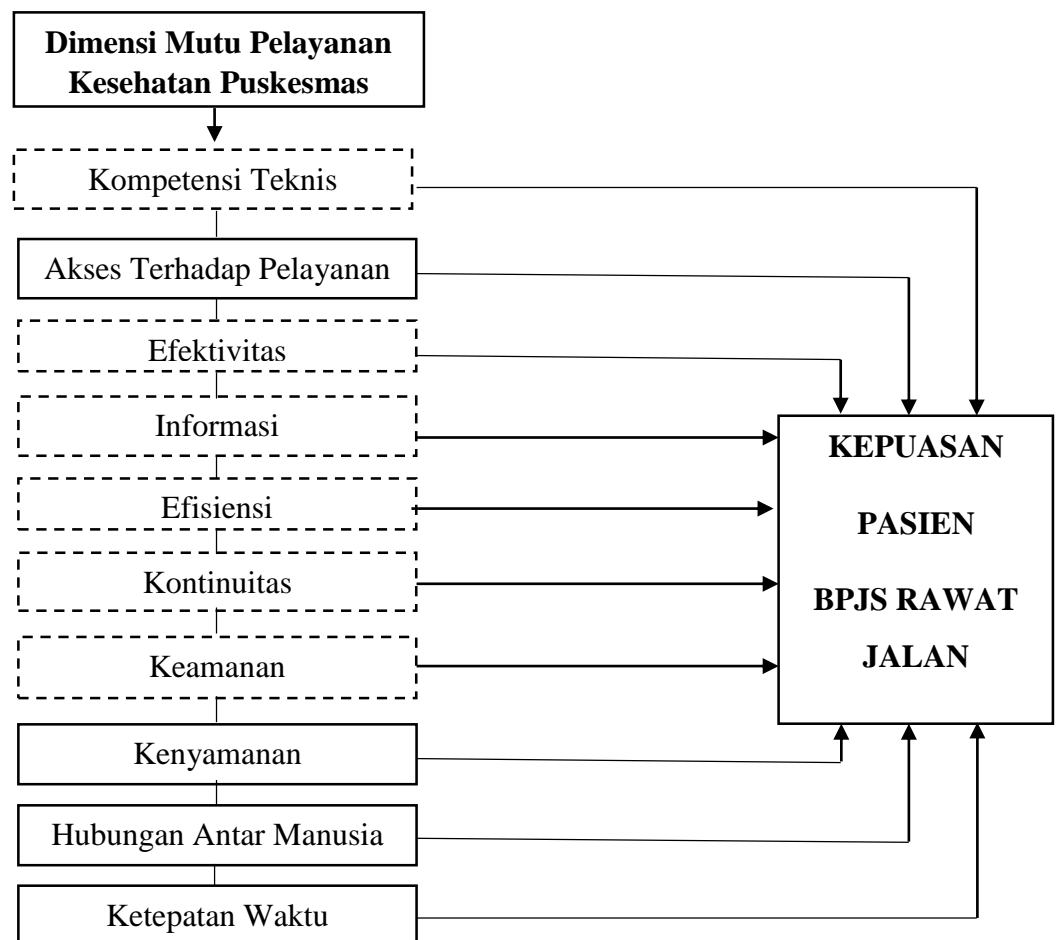 Dimensi Mutu Pelayanan
Kesehatan Puskesmas
Kompetensi Teknis
Akses Terhadap Pelayanan
Efektivitas
Informasi
Efisiensi
Kontinuitas
Keamanan
Kenyamanan
Hubungan Antar Manusia
Ketepatan Waktu
KEPUASAN
PASIEN
BPJS RAWAT
JALAN